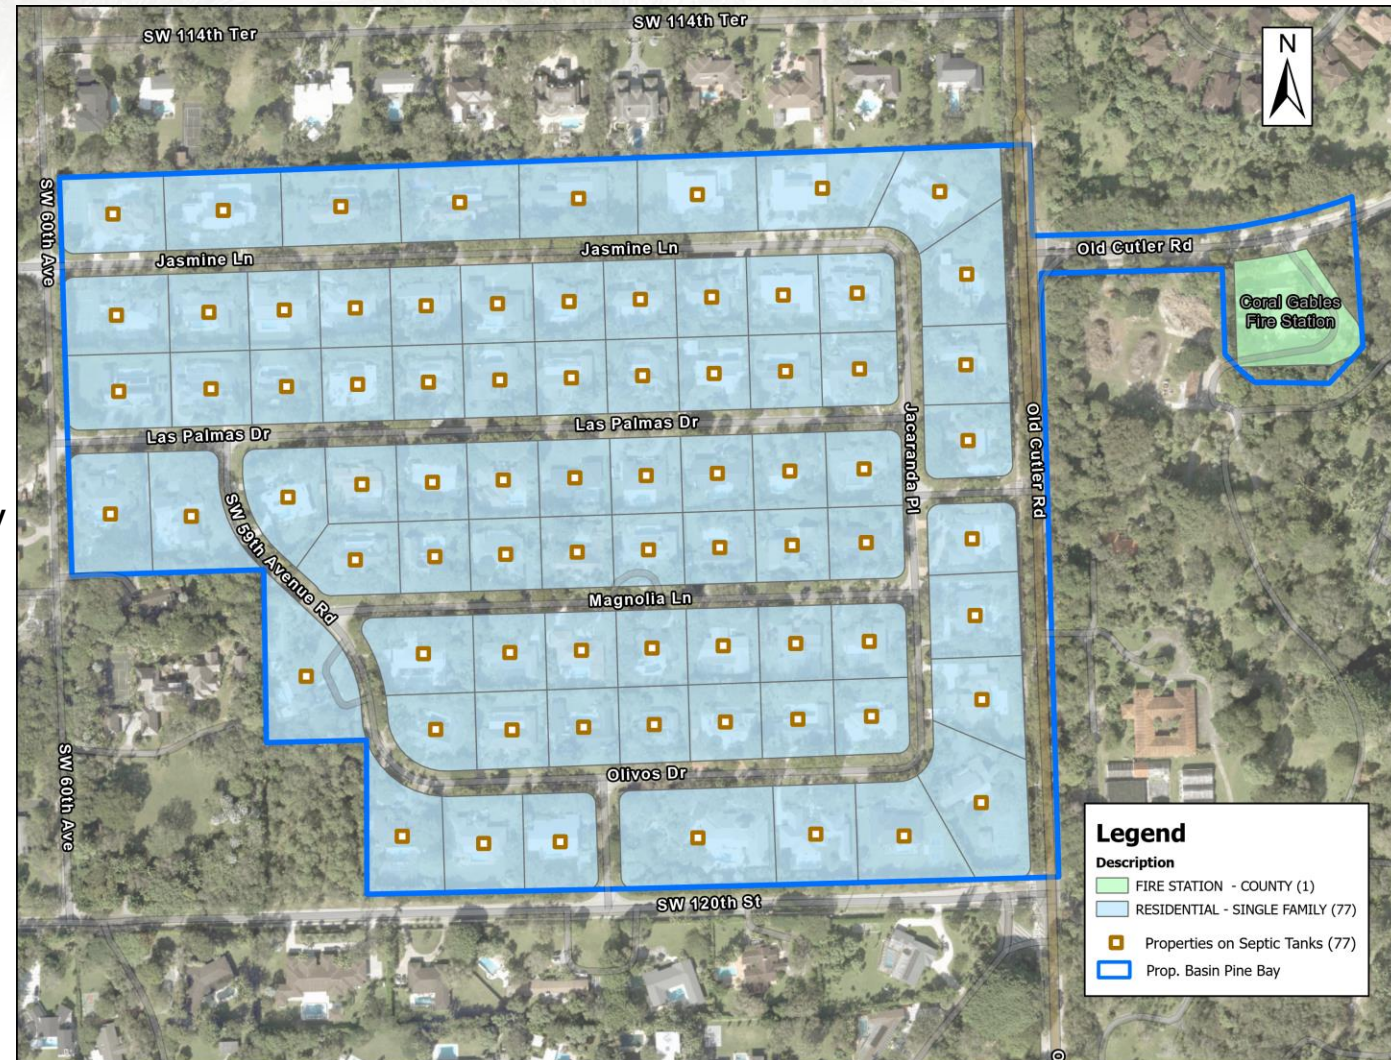 SW 114th Ter
SW 114th Ter
N
SW 60th Ave
Jasmine Ln
Jasmine Ln
Old Cutler Rd
Coral Gables
Fire Station
Las Palmas Dr
Las Palmas Dr
Jacaranda Pl
Old Cutler Rd
SW 59th Avenue Rd
Magnolia Ln
SW 60th Ave
Olivos Dr
SW 120th St
Legend
Description
FIRE STATION - COUNTY (1)
RESIDENTIAL - SINGLE FAMILY (77)
Properties on Septic Tanks (77)
Prop. Basin Pine Bay